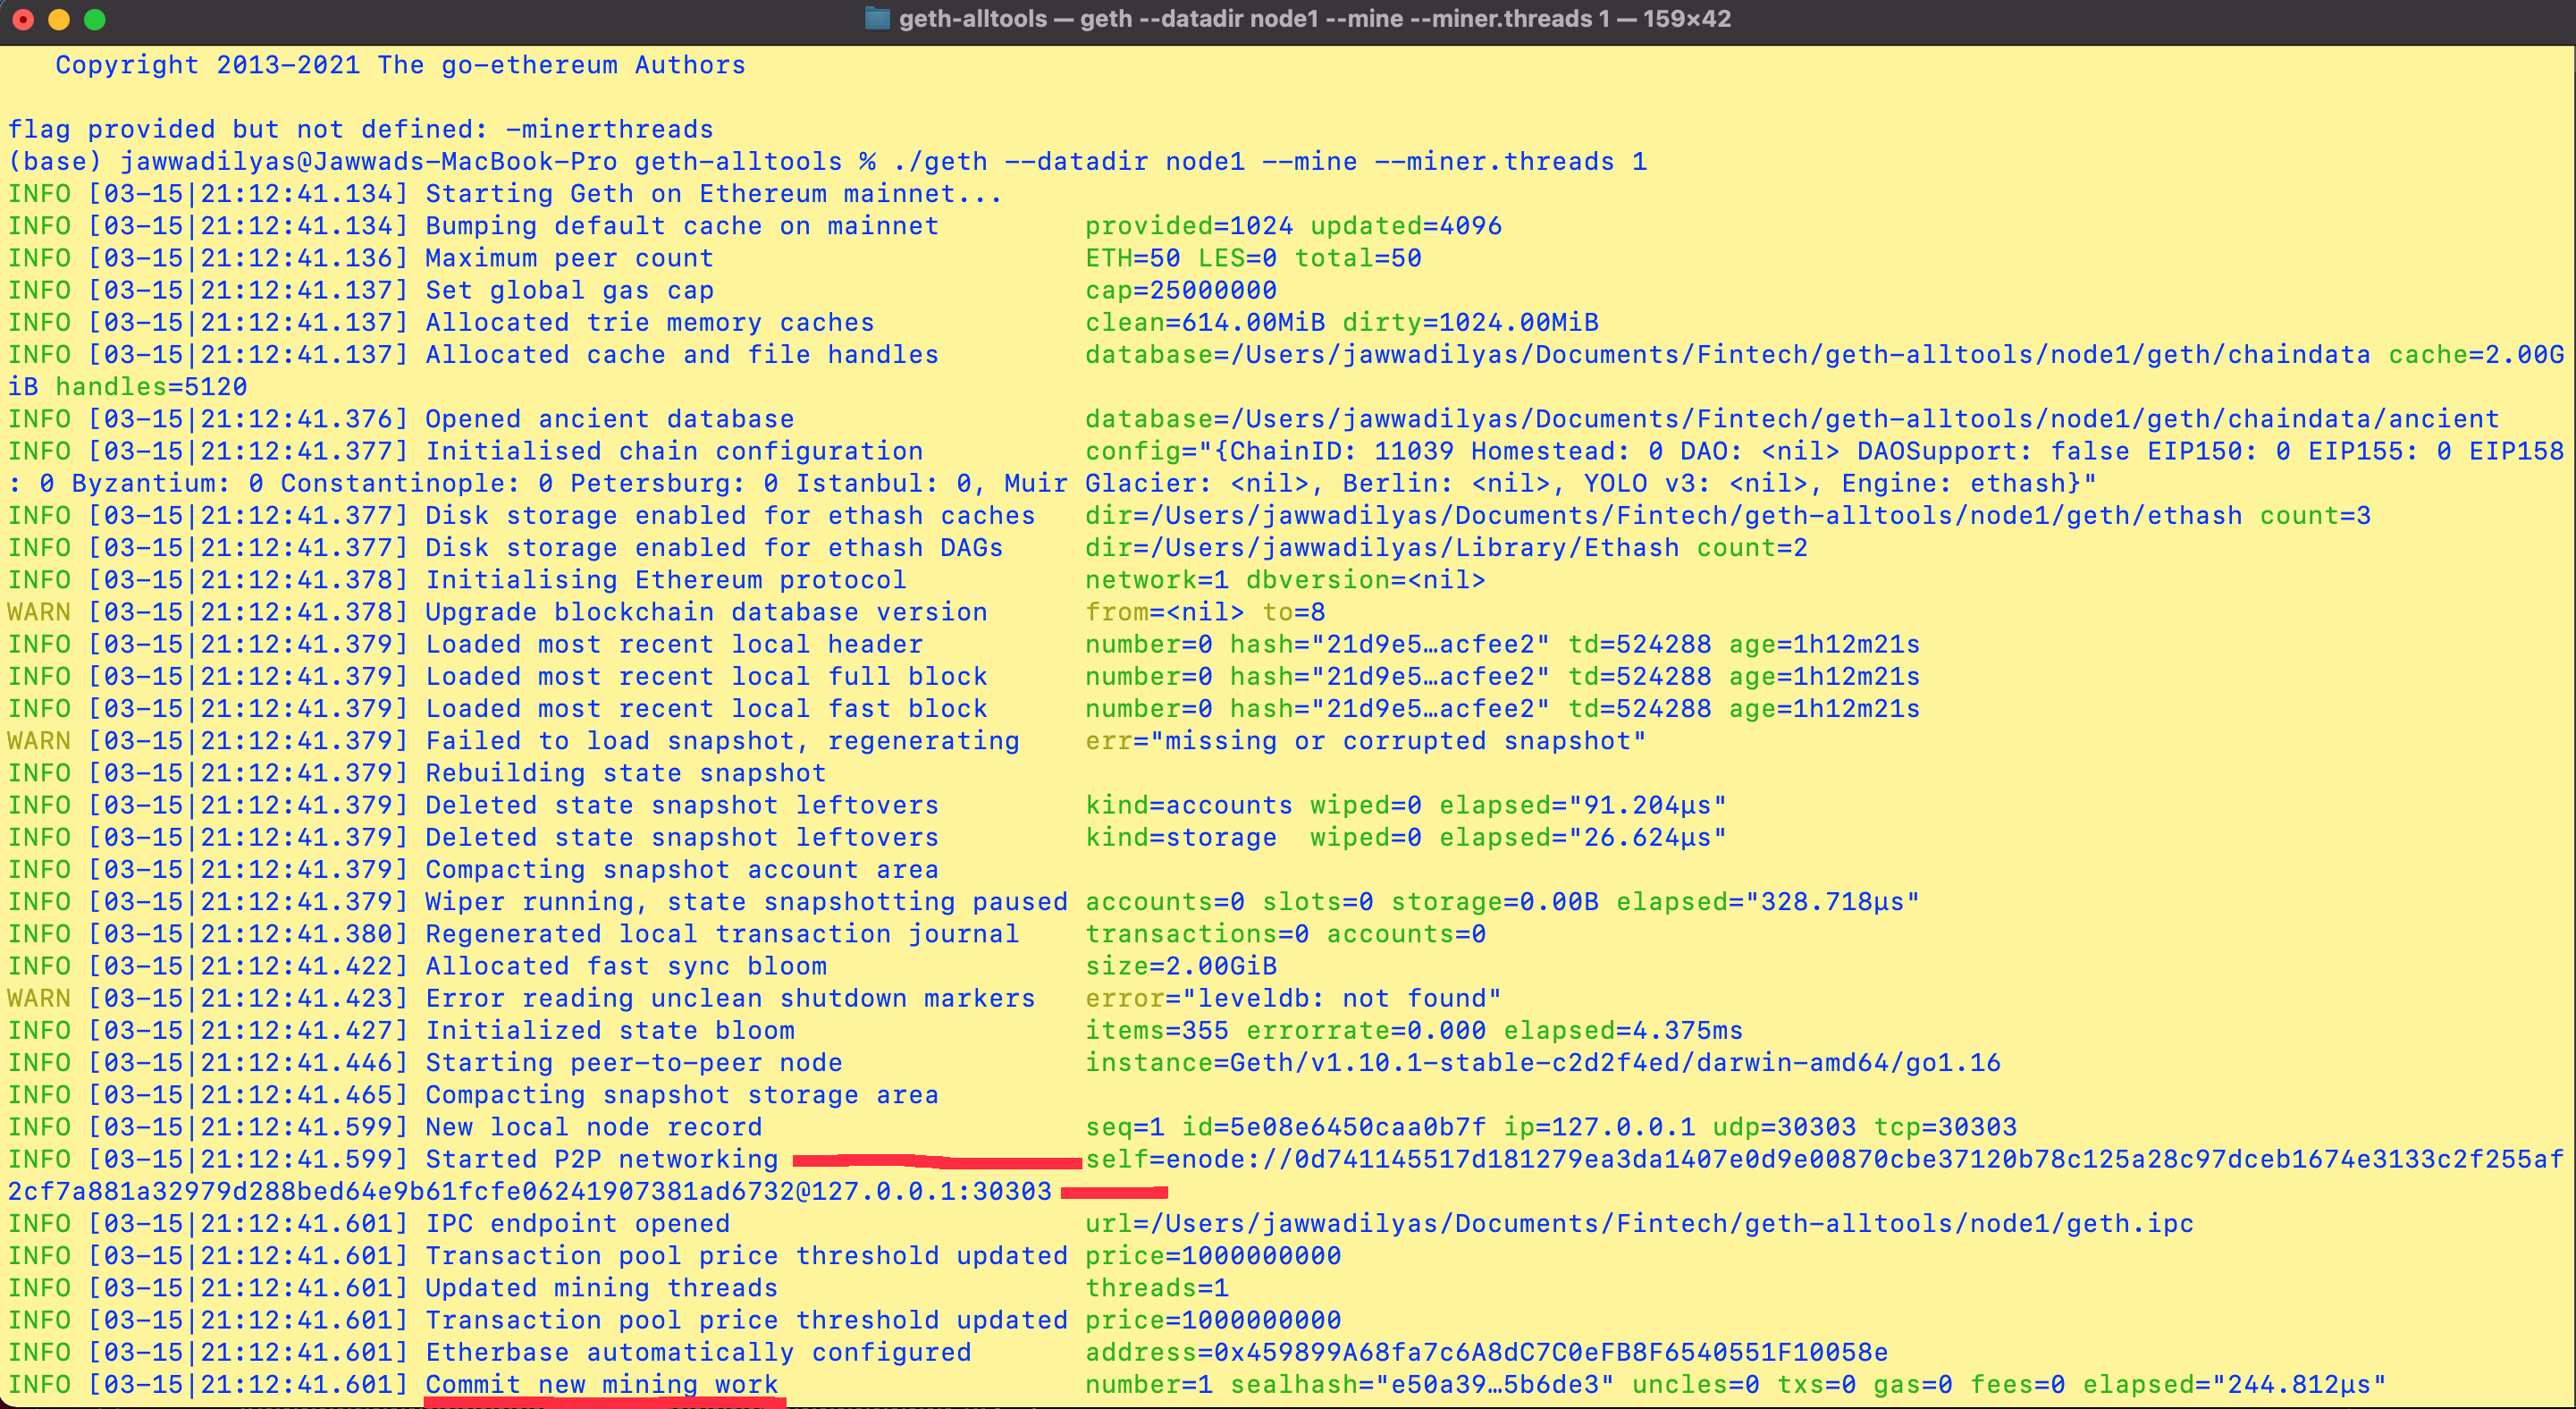 geth-alltools — geth --datadir node1 --mine --miner.threads 1 — 159×42
Copyright 2013-2021 The go-ethereum Authors
flag provided but not defined: -minerthreads
(base) jawwadilyas@Jawwads-MacBook-Pro geth-alltools % ./geth --datadir node1 --mine --miner.threads 1
INFO [03-15|21:12:41.134] Starting Geth on Ethereum mainnet...
INFO [03-15|21:12:41.134] Bumping default cache on mainnet         provided=1024 updated=4096
INFO [03-15|21:12:41.136] Maximum peer count                       ETH=50 LES=0 total=50
INFO [03-15|21:12:41.137] Set global gas cap                       cap=25000000
INFO [03-15|21:12:41.137] Allocated trie memory caches             clean=614.00MiB dirty=1024.00MiB
INFO [03-15|21:12:41.137] Allocated cache and file handles         database=/Users/jawwadilyas/Documents/Fintech/geth-alltools/node1/geth/chaindata cache=2.00G
iB handles=5120
INFO [03-15|21:12:41.376] Opened ancient database                  database=/Users/jawwadilyas/Documents/Fintech/geth-alltools/node1/geth/chaindata/ancient
INFO [03-15|21:12:41.377] Initialised chain configuration          config="{ChainID: 11039 Homestead: 0 DAO: <nil> DAOSupport: false EIP150: 0 EIP155: 0 EIP158
: 0 Byzantium: 0 Constantinople: 0 Petersburg: 0 Istanbul: 0, Muir Glacier: <nil>, Berlin: <nil>, YOLO v3: <nil>, Engine: ethash}"
INFO [03-15|21:12:41.377] Disk storage enabled for ethash caches   dir=/Users/jawwadilyas/Documents/Fintech/geth-alltools/node1/geth/ethash count=3
INFO [03-15|21:12:41.377] Disk storage enabled for ethash DAGs     dir=/Users/jawwadilyas/Library/Ethash count=2
INFO [03-15|21:12:41.378] Initialising Ethereum protocol           network=1 dbversion=<nil>
WARN [03-15|21:12:41.378] Upgrade blockchain database version      from=<nil> to=8
INFO [03-15|21:12:41.379] Loaded most recent local header          number=0 hash="21d9e5…acfee2" td=524288 age=1h12m21s
INFO [03-15|21:12:41.379] Loaded most recent local full block      number=0 hash="21d9e5…acfee2" td=524288 age=1h12m21s
INFO [03-15|21:12:41.379] Loaded most recent local fast block      number=0 hash="21d9e5…acfee2" td=524288 age=1h12m21s
WARN [03-15|21:12:41.379] Failed to load snapshot, regenerating    err="missing or corrupted snapshot"
INFO [03-15|21:12:41.379] Rebuilding state snapshot
INFO [03-15|21:12:41.379] Deleted state snapshot leftovers         kind=accounts wiped=0 elapsed="91.204µs"
INFO [03-15|21:12:41.379] Deleted state snapshot leftovers         kind=storage  wiped=0 elapsed="26.624µs"
INFO [03-15|21:12:41.379] Compacting snapshot account area
INFO [03-15|21:12:41.379] Wiper running, state snapshotting paused accounts=0 slots=0 storage=0.00B elapsed="328.718µs"
INFO [03-15|21:12:41.380] Regenerated local transaction journal    transactions=0 accounts=0
INFO [03-15|21:12:41.422] Allocated fast sync bloom                size=2.00GiB
WARN [03-15|21:12:41.423] Error reading unclean shutdown markers   error="leveldb: not found"
INFO [03-15|21:12:41.427] Initialized state bloom                  items=355 errorrate=0.000 elapsed=4.375ms
INFO [03-15|21:12:41.446] Starting peer-to-peer node               instance=Geth/v1.10.1-stable-c2d2f4ed/darwin-amd64/go1.16
INFO [03-15|21:12:41.465] Compacting snapshot storage area
INFO [03-15|21:12:41.599] New local node record                    seq=1 id=5e08e6450caa0b7f ip=127.0.0.1 udp=30303 tcp=30303
INFO [03-15|21:12:41.599] Started P2P networking                   self=enode://0d741145517d181279ea3da1407e0d9e00870cbe37120b78c125a28c97dceb1674e3133c2f255af
2cf7a881a32979d288bed64e9b61fcfe06241907381ad6732@127.0.0.1:30303
INFO [03-15|21:12:41.601] IPC endpoint opened                      url=/Users/jawwadilyas/Documents/Fintech/geth-alltools/node1/geth.ipc
INFO [03-15|21:12:41.601] Transaction pool price threshold updated price=1000000000
INFO [03-15|21:12:41.601] Updated mining threads                   threads=1
INFO [03-15|21:12:41.601] Transaction pool price threshold updated price=1000000000
INFO [03-15|21:12:41.601] Etherbase automatically configured       address=0x459899A68fa7c6A8dC7C0eFB8F6540551F10058e
INFO [03-15|21:12:41.601] Commit new mining work                   number=1 sealhash="e50a39…5b6de3" uncles=0 txs=0 gas=0 fees=0 elapsed="244.812µs"